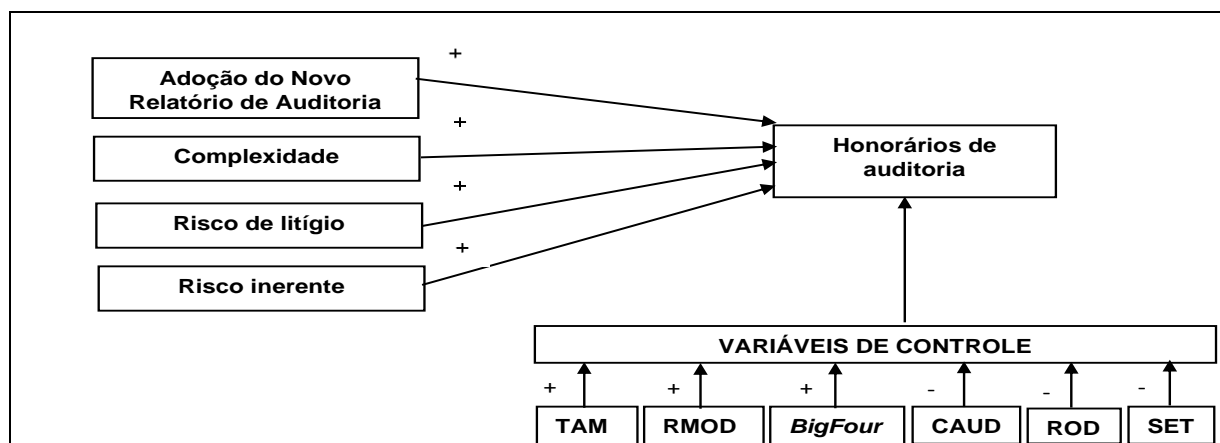 +
Adoção do Novo
Relatório de Auditoria
+
Complexidade
Honorários de
auditoria
+
Risco de litígio
+
Risco inerente
VARIÁVEIS DE CONTROLE
+ + + - - -
TAM RMOD BigFour CAUD ROD SET